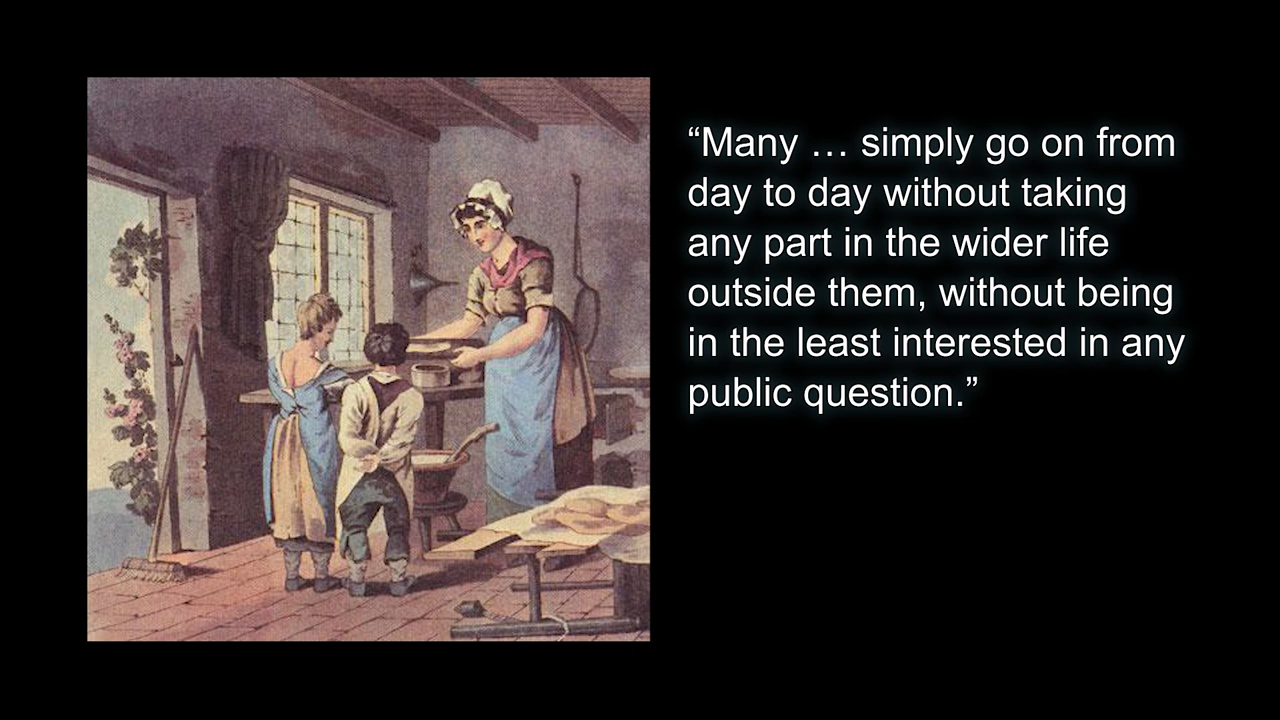 “Many … simply go on from
day to day without taking
any part in the wider life
outside them, without being
in the least interested in any
public question.”